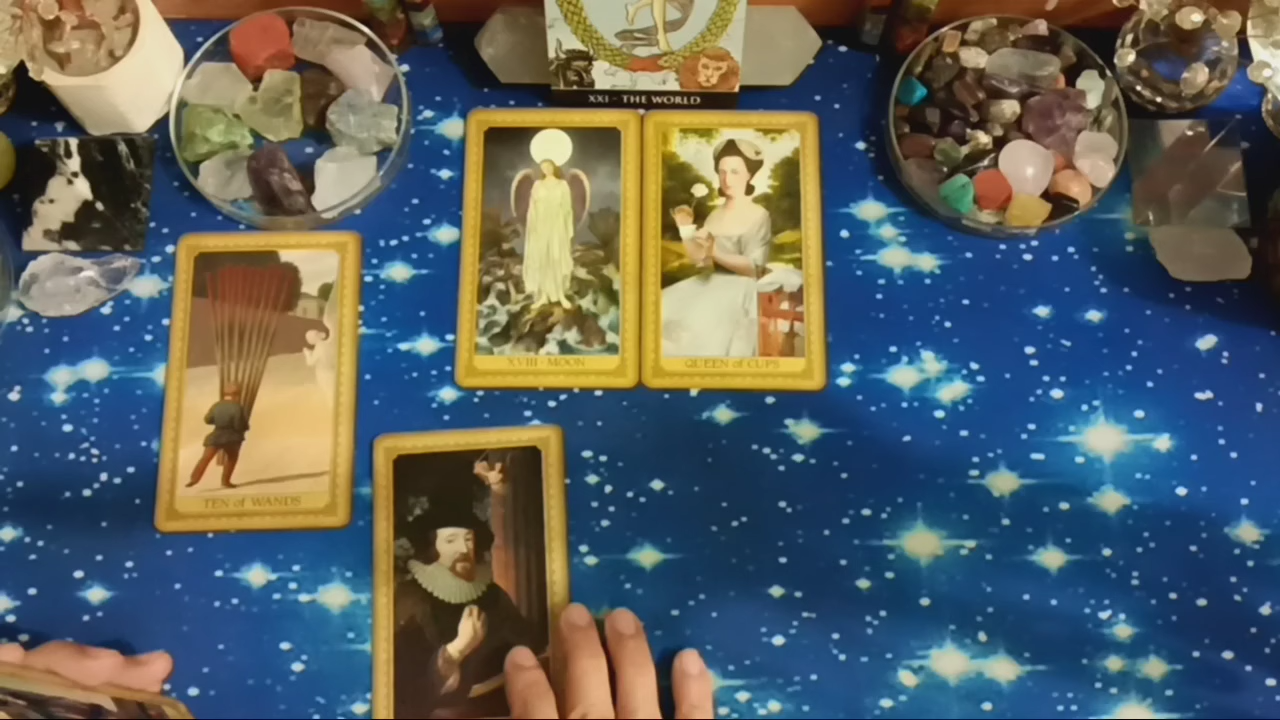 XXI - THE WORLD
XVIII - MOON
QUEEN of CUPS
TEN of WANDS